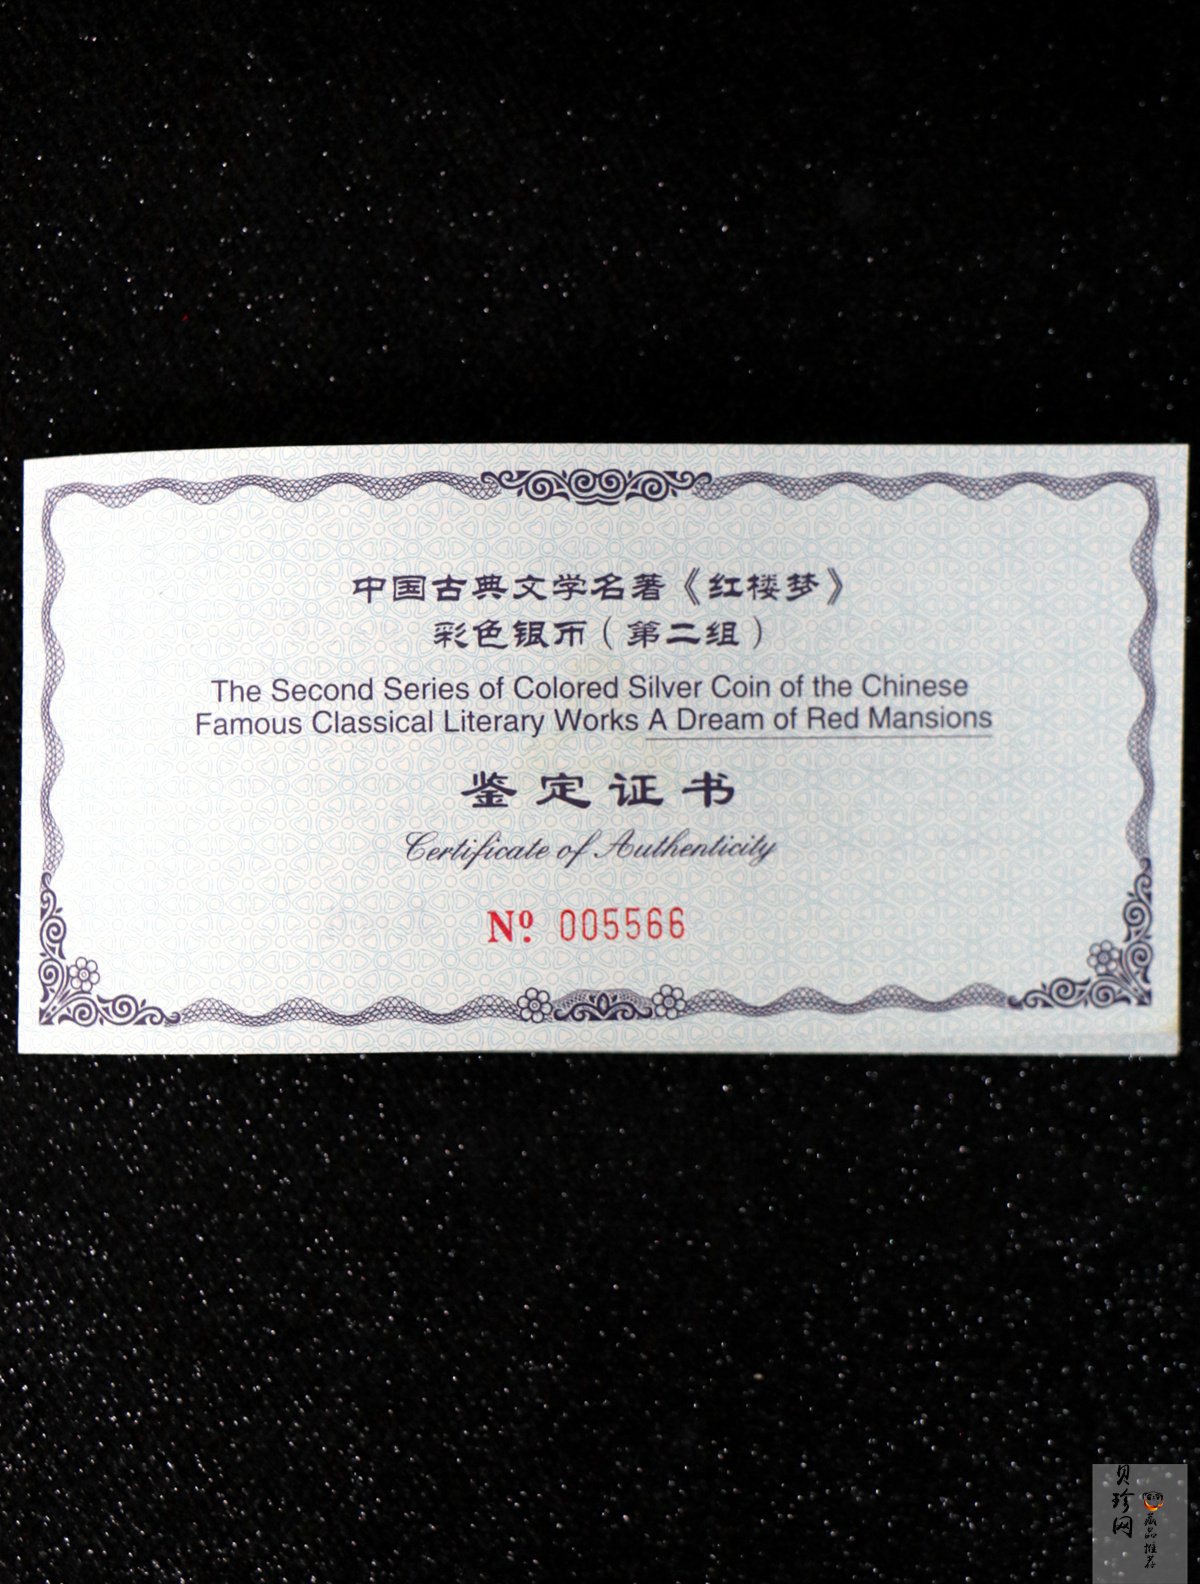 中国古典文学名著《红楼梦》
彩色银币（第二组）
The Second Series of Colored Silver Coin of the Chinese
Famous Classical Literary Works A Dream of Red Mansions
鉴定证书
Certificate of Authenticity
Nº. 005566
贝珍网
藏品推荐